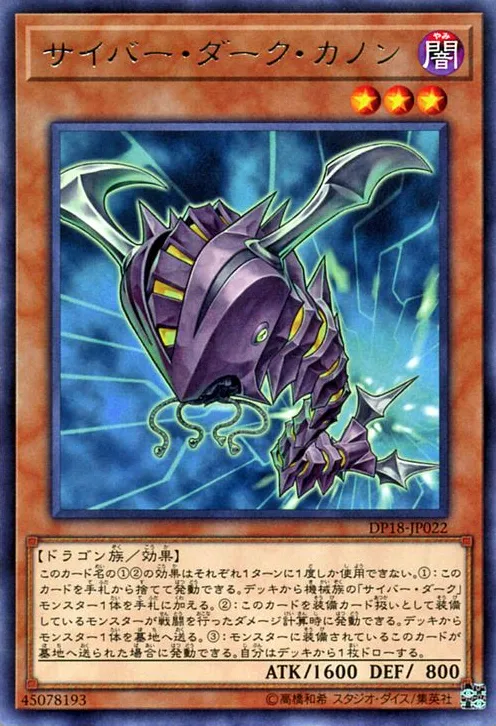 サイバー・ダーク・カノン
闇
DP18-JP022
【ドラゴン族/効果】
このカード名の①②の効果はそれぞれ1ターンに1度しか使用できない。①:この
カードを手札から捨てて発動できる。デッキから機械族の「サイバー・ダーク」
モンスター1体を手札に加える。②:このカードを装備カード扱いとして装備
しているモンスターが戦闘を行ったダメージ計算時に発動できる。デッキから
モンスター1体を墓地へ送る。③:モンスターに装備されているこのカードが
墓地へ送られた場合に発動できる。自分はデッキから1枚ドローする。
ATK/1600 DEF/ 800
45078193
©高橋和希 スタジオ・ダイス/集英社